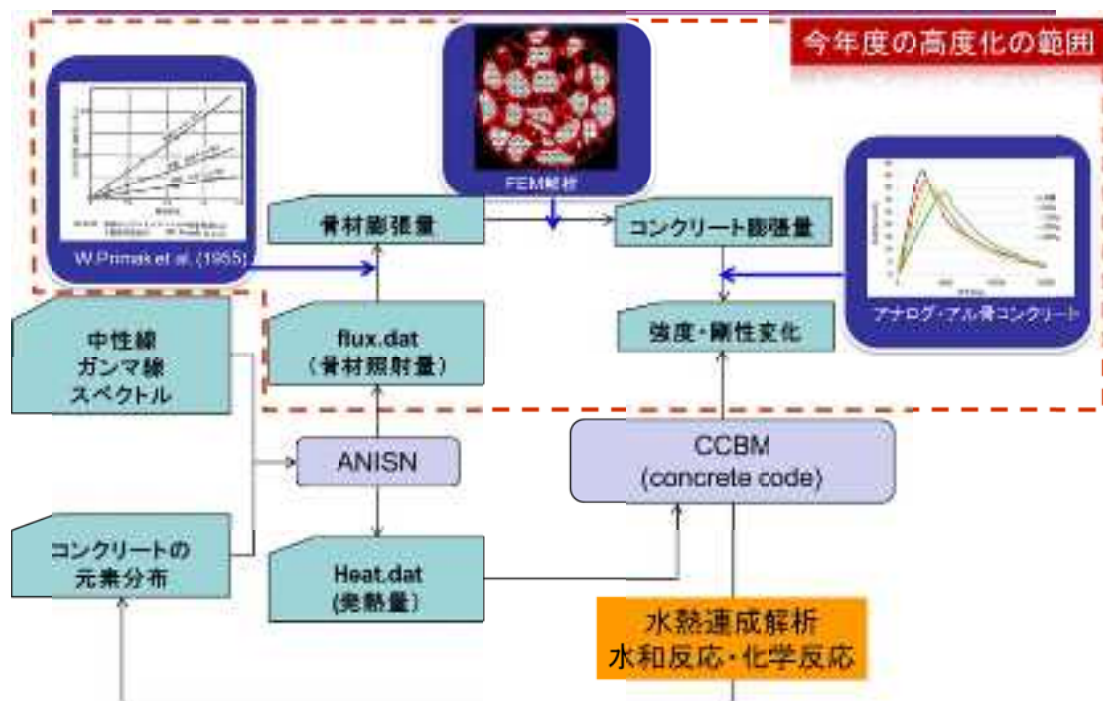 今年度の高度化の範囲
W.Primak et al. (1955)
FEM解析
アナログ・アル骨コンクリート
骨材膨張量
コンクリート膨張量
中性線
ガンマ線
スペクトル
flux.dat
(骨材照射量)
強度・剛性変化
ANISN
CCBM
(concrete code)
コンクリートの
元素分布
Heat.dat
(発熱量)
水熱連成解析
水和反応・化学反応